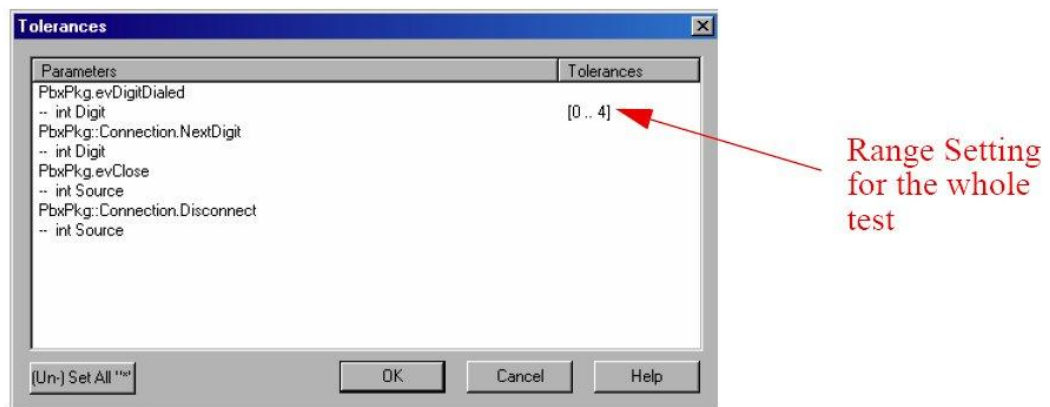 Tolerances
Parameters Tolerances
PbxPkg.evDigitDialed
-- int Digit [0 .. 4]
PbxPkg::Connection.NextDigit
-- int Digit
PbxPkg.evClose
-- int Source
PbxPkg::Connection.Disconnect
-- int Source
(Un-) Set All "*"
OK Cancel Help
Range Setting
for the whole
test